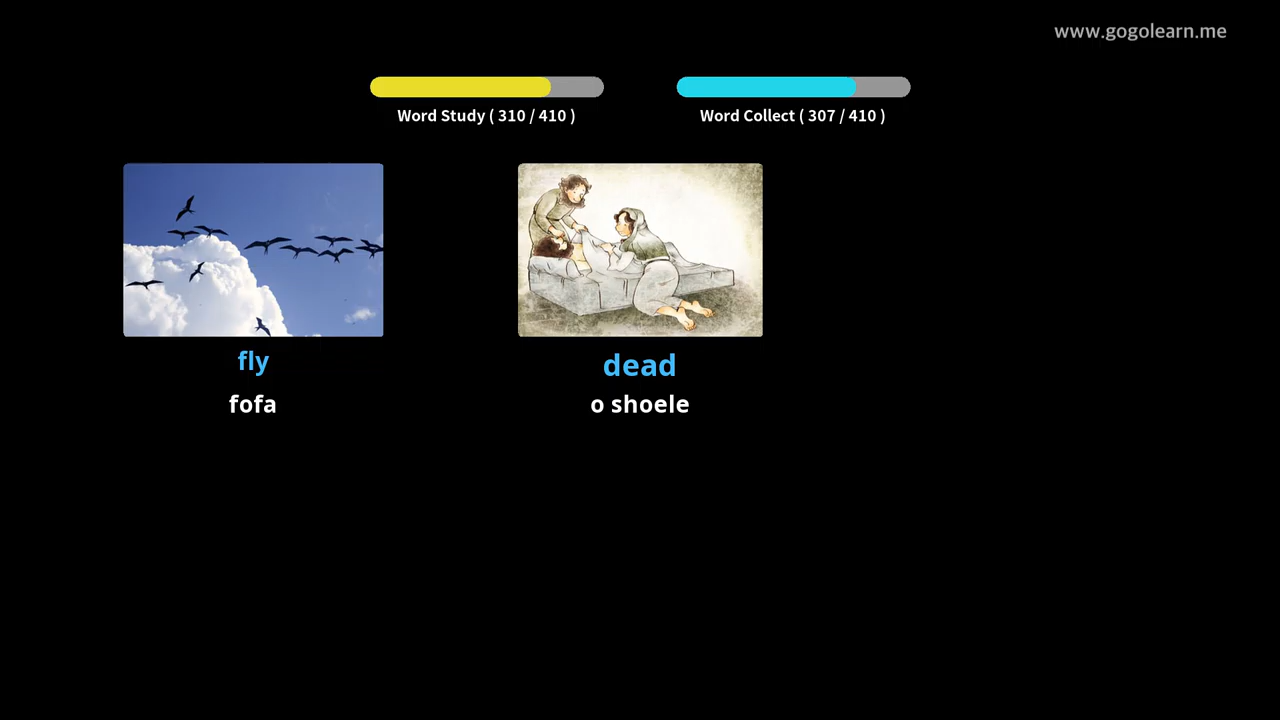 www.gogolearn.me
Word Study ( 310 / 410 )
Word Collect ( 307 / 410 )
fly
fofa
dead
o shoele